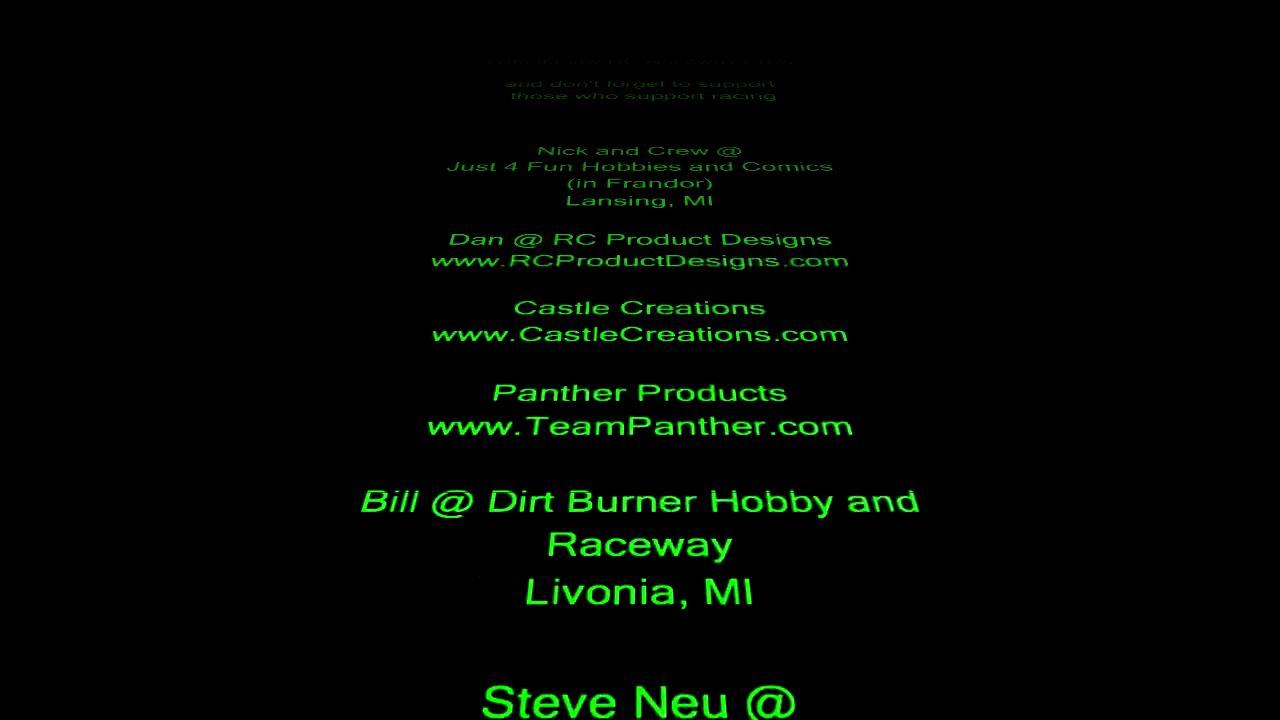 and don't forget to support
those who support racing
Nick and Crew @
Just 4 Fun Hobbies and Comics
(in Frandor)
Lansing, MI
Dan @ RC Product Designs
www.RCProductDesigns.com
Castle Creations
www.CastleCreations.com
Panther Products
www.TeamPanther.com
Bill @ Dirt Burner Hobby and
Raceway
Livonia, MI
Steve Neu @